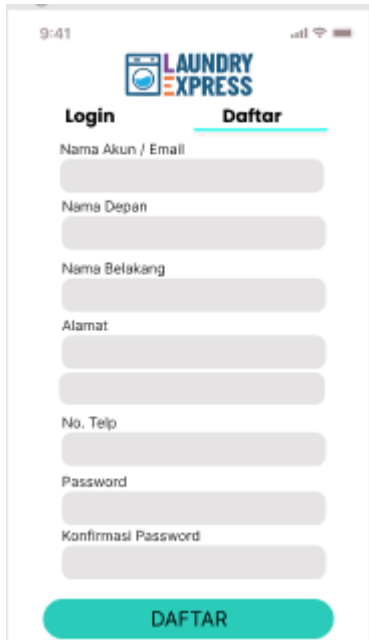 9:41
LAUNDRY
EXPRESS
Login Daftar
Nama Akun / Email
Nama Depan
Nama Belakang
Alamat
No. Telp
Password
Konfirmasi Password
DAFTAR